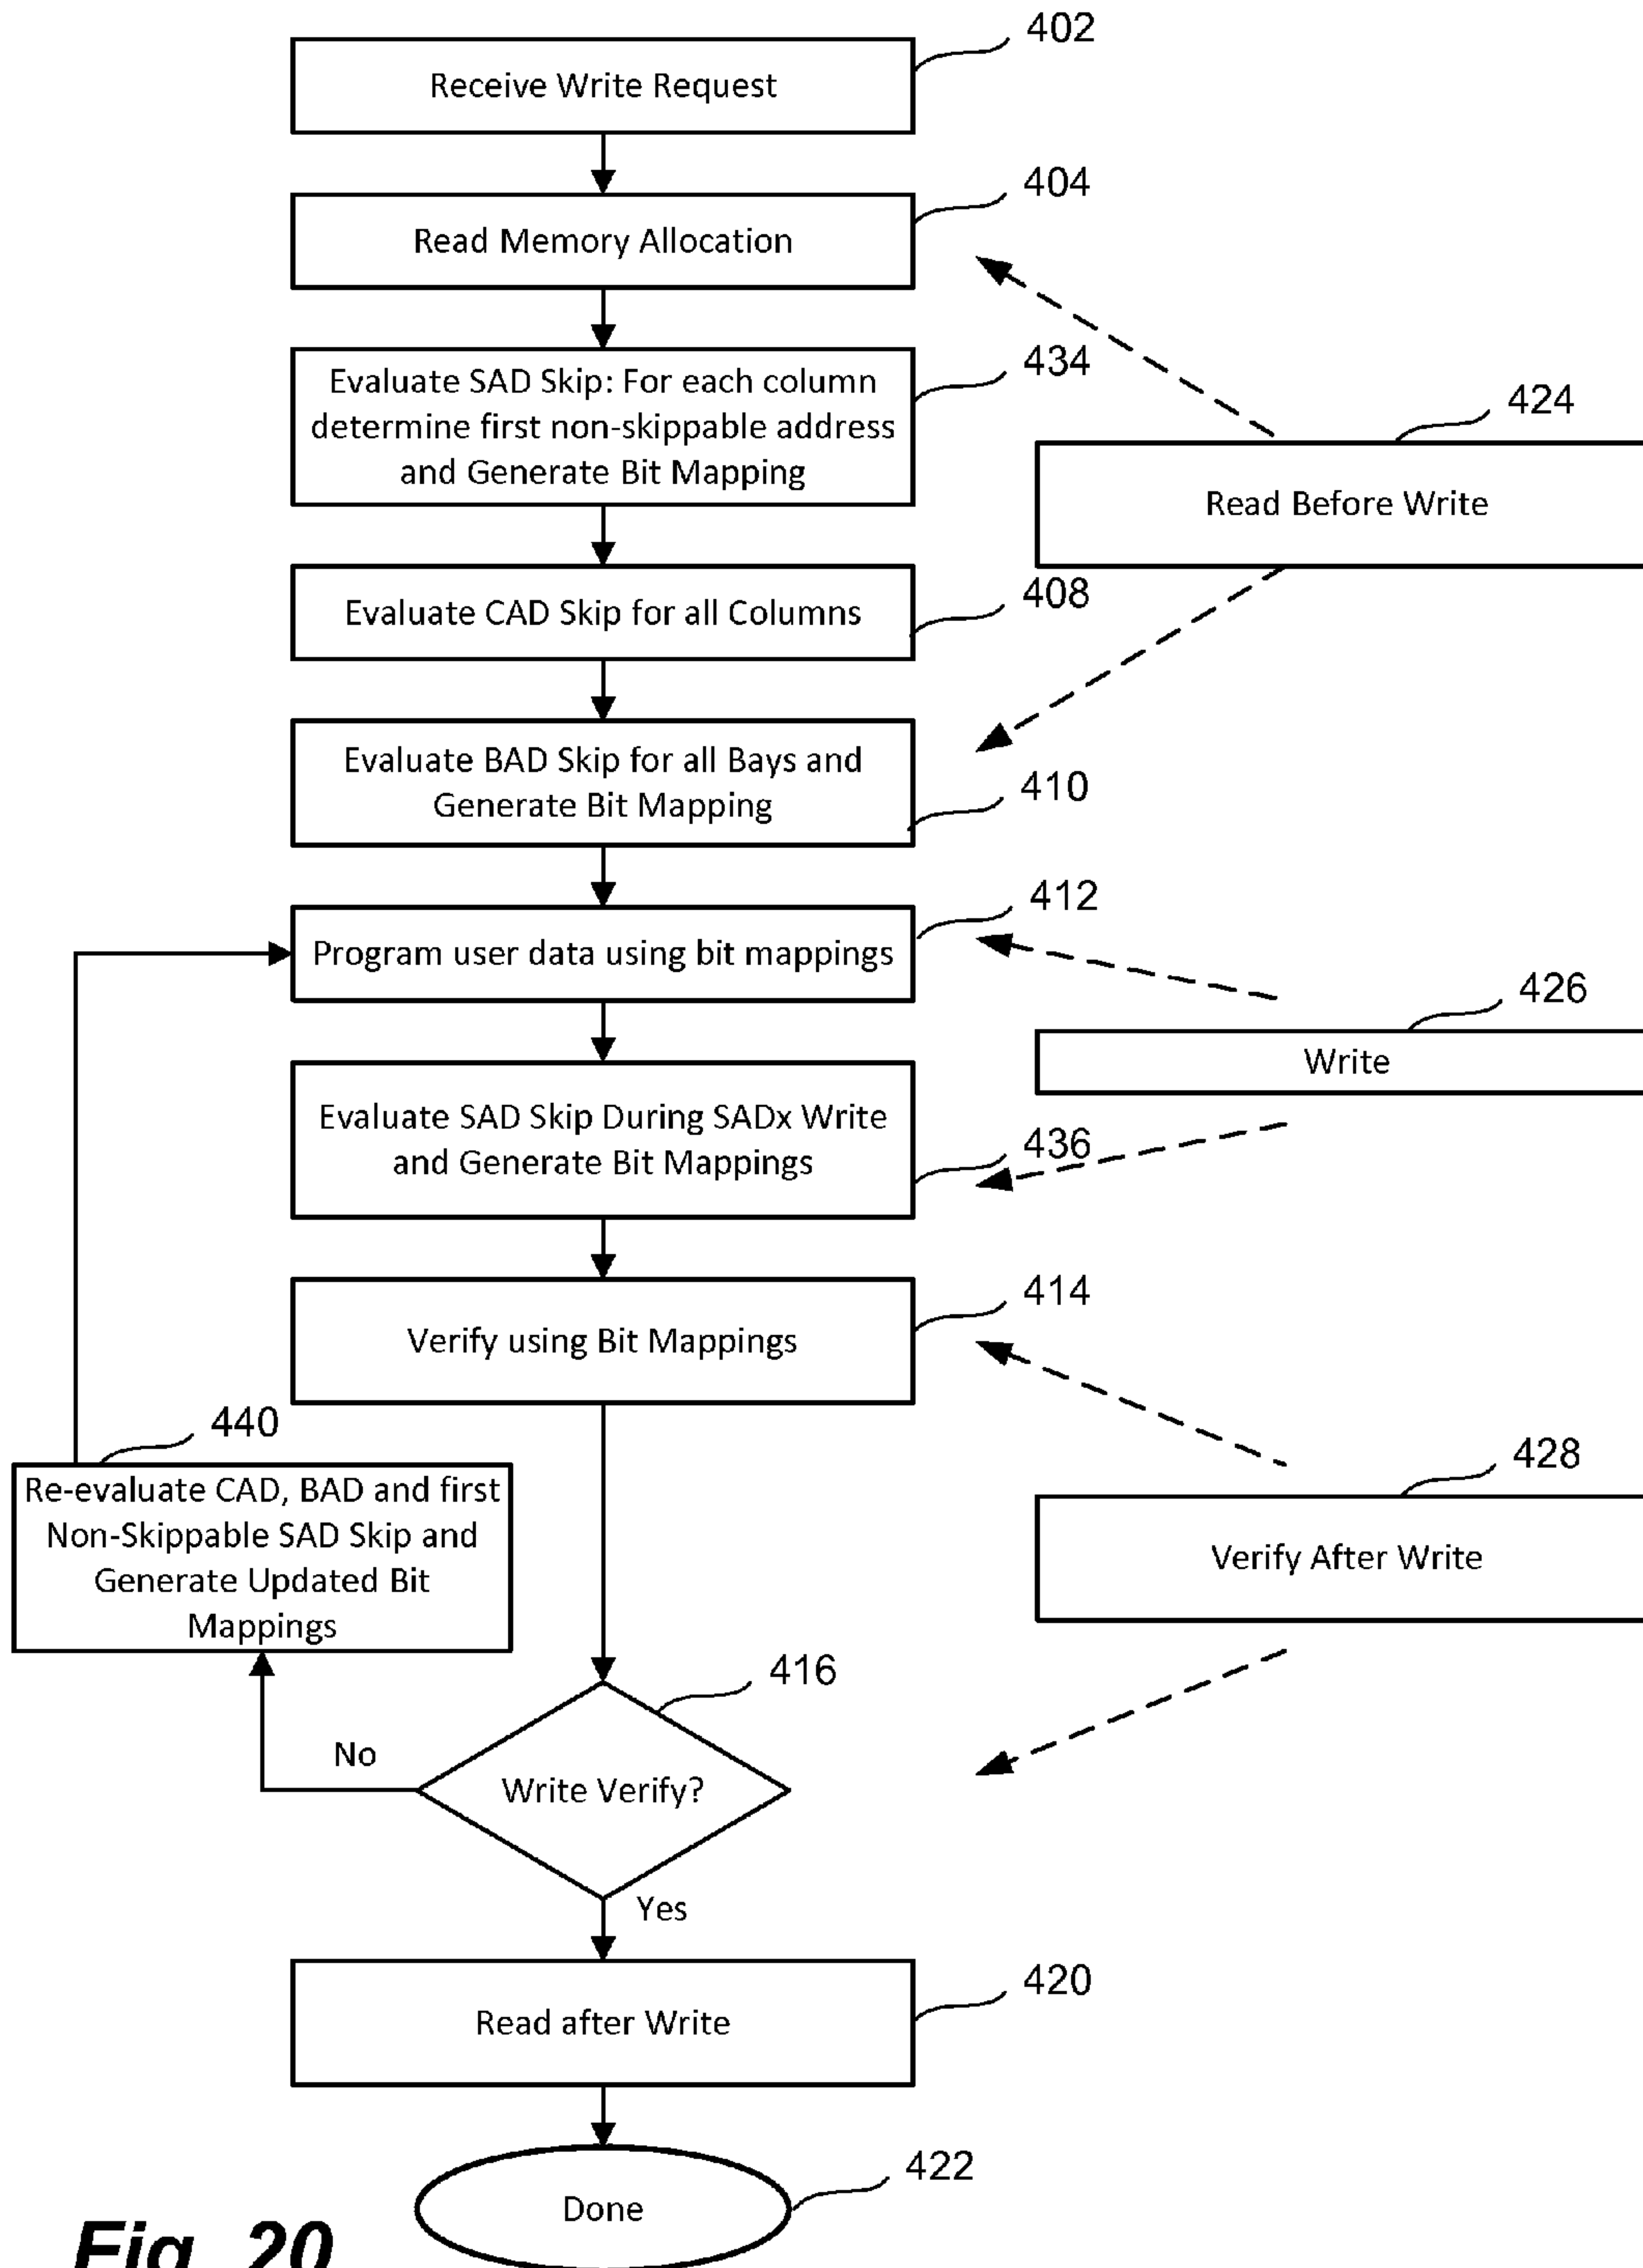 402
Receive Write Request
404
Read Memory Allocation
434
Evaluate SAD Skip: For each column
determine first non-skippable address
and Generate Bit Mapping
424
Read Before Write
408
Evaluate CAD Skip for all Columns
Evaluate BAD Skip for all Bays and
Generate Bit Mapping
410
412
Program user data using bit mappings
426
Write
Evaluate SAD Skip During SADx Write
and Generate Bit Mappings
436
414
Verify using Bit Mappings
440
Re-evaluate CAD, BAD and first
Non-Skippable SAD Skip and
Generate Updated Bit
Mappings
428
Verify After Write
416
No
Write Verify?
Yes
420
Read after Write
422
Done
Fig. 20